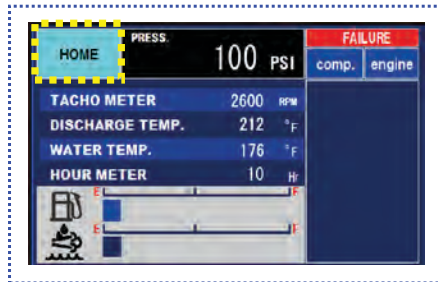 HOME
PRESS.
100 PSI
FAILURE
comp. engine
TACHO METER 2600 RPM
DISCHARGE TEMP. 212 °F
WATER TEMP. 176 °F
HOUR METER 10 Hr
E F
E F